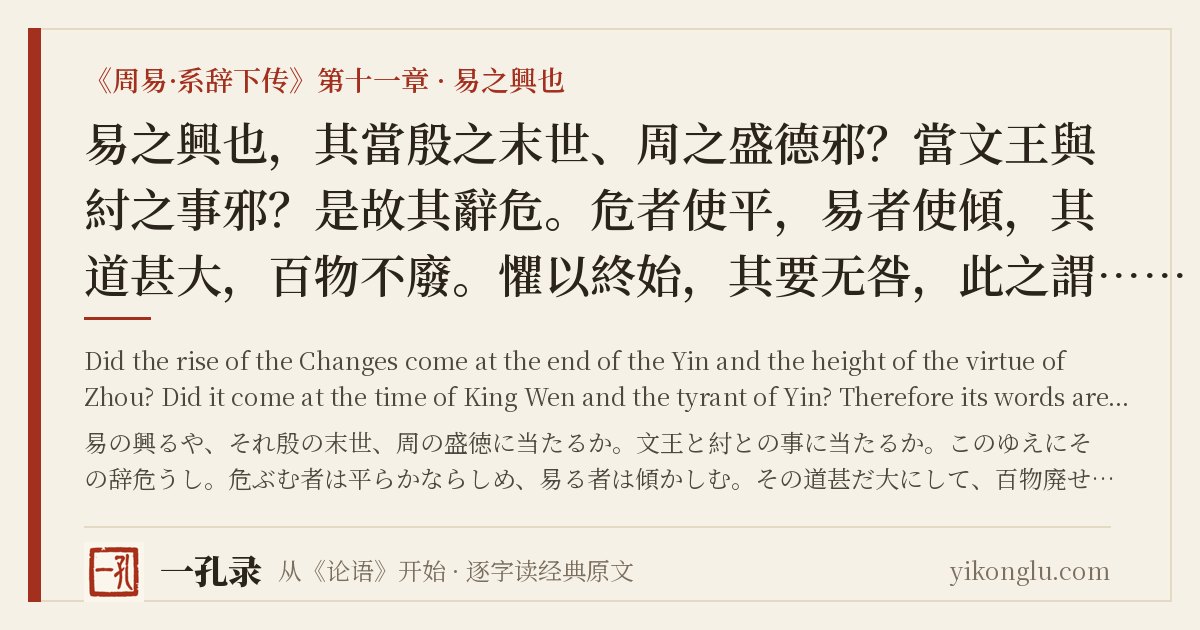 《周易·系辞下传》第十一章 · 易之興也
易之興也，其當殷之末世、周之盛德邪？當文王與
紂之事邪？是故其辭危。危者使平，易者使傾，其
道甚大，百物不廢。懼以終始，其要无咎，此之謂……
Did the rise of the Changes come at the end of the Yin and the height of the virtue of
Zhou? Did it come at the time of King Wen and the tyrant of Yin? Therefore its words are…
易の興るや、それ殷の末世、周の盛徳に当たるか。文王と紂との事に当たるか。このゆえにそ
の辞危うし。危ぶむ者は平らかならしめ、易る者は傾かしむ。その道甚だ大にして、百物廃せ…
一孔
一孔录 从《论语》开始 · 逐字读经典原文 yikonglu.com